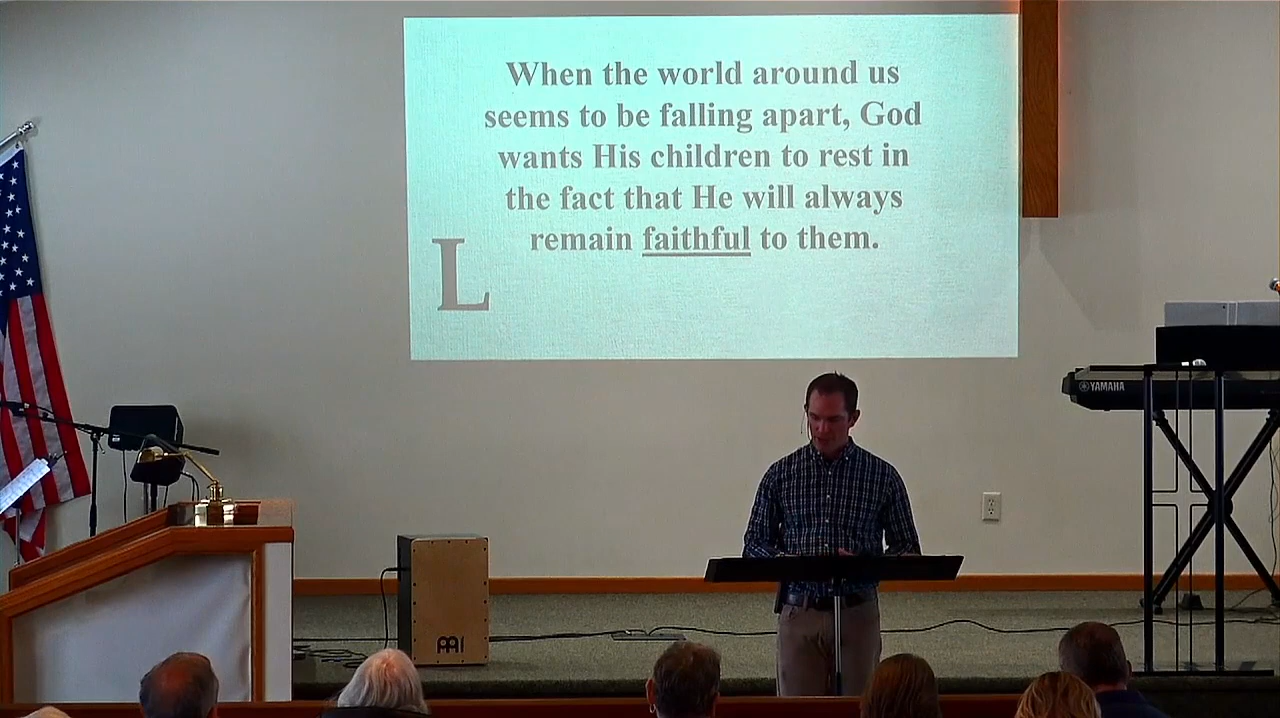 When the world around us
seems to be falling apart, God
wants His children to rest in
the fact that He will always
remain faithful to them.
L
YAMAHA